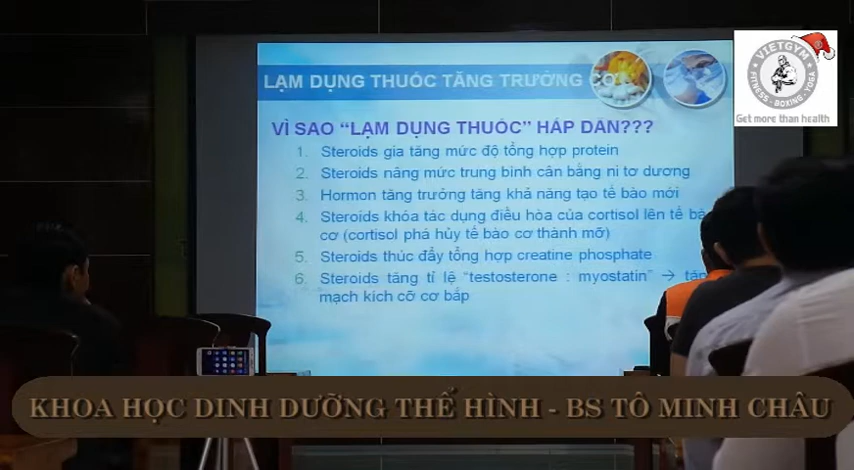 LẠM DỤNG THUỐC TĂNG TRƯỞNG CƠ
VIETGYM
FITNESS - BOXING - YOGA
Get more than health
VÌ SAO “LẠM DỤNG THUỐC” HẤP DẪN???
1. Steroids gia tăng mức độ tổng hợp protein
2. Steroids nâng mức trung bình cân bằng ni tơ dương
3. Hormon tăng trưởng tăng khả năng tạo tế bào mới
4. Steroids khóa tác dụng điều hòa của cortisol lên tế bà
cơ (cortisol phá hủy tế bào cơ thành mỡ)
5. Steroids thúc đẩy tổng hợp creatine phosphate
6. Steroids tăng tỉ lệ “testosterone : myostatin” → tăn
mạch kích cỡ cơ bắp
KHOA HỌC DINH DƯỠNG THỂ HÌNH - BS TÔ MINH CHÂU